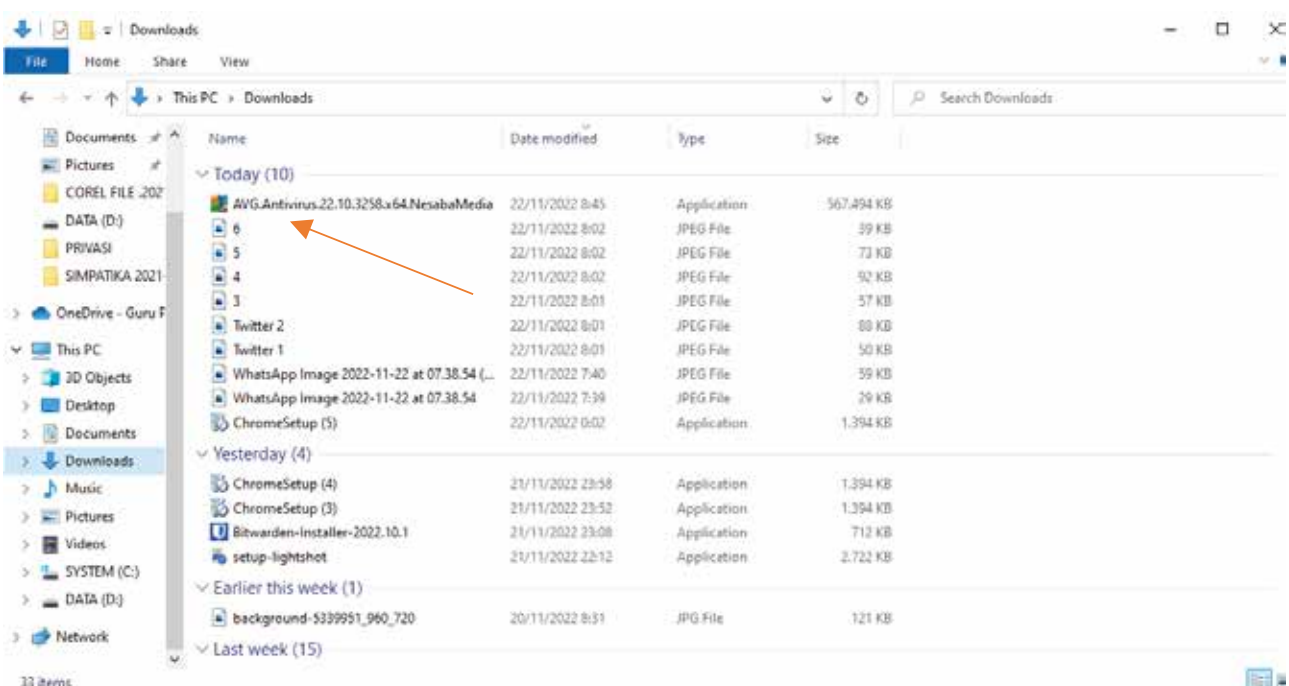 Downloads
File Home Share View
This PC > Downloads
Search Downloads
Documents
Pictures
COREL FILE .202
DATA (D:)
PRIVASI
SIMPATIKA 2021-
OneDrive - Guru P
This PC
3D Objects
Desktop
Documents
Downloads
Music
Pictures
Videos
SYSTEM (C:)
DATA (D:)
Network
Name Date modified Type Size
Today (10)
AVG.Antivirus.22.10.3258.x64.NesabaMedia 22/11/2022 8:45 Application 567.494 KB
6 22/11/2022 8:02 JPEG File 39 KB
5 22/11/2022 8:02 JPEG File 73 KB
4 22/11/2022 8:02 JPEG File 92 KB
3 22/11/2022 8:01 JPEG File 57 KB
Twitter 2 22/11/2022 8:01 JPEG File 88 KB
Twitter 1 22/11/2022 8:01 JPEG File 50 KB
WhatsApp Image 2022-11-22 at 07.38.54 (... 22/11/2022 7:40 JPEG File 59 KB
WhatsApp Image 2022-11-22 at 07.38.54 22/11/2022 7:39 JPEG File 29 KB
ChromeSetup (5) 22/11/2022 0:02 Application 1.394 KB
Yesterday (4)
ChromeSetup (4) 21/11/2022 23:58 Application 1.394 KB
ChromeSetup (3) 21/11/2022 23:52 Application 1.394 KB
Bitwarden-Installer-2022.10.1 21/11/2022 23:08 Application 712 KB
setup-lightshot 21/11/2022 22:12 Application 2.722 KB
Earlier this week (1)
background-5339951_960_720 20/11/2022 8:31 JPG File 121 KB
Last week (15)
33 items